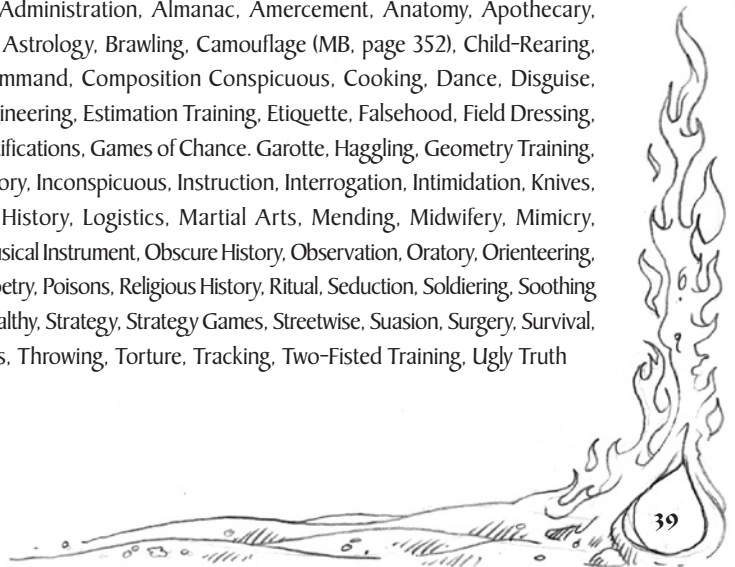 Administration, Almanac, Amercement, Anatomy, Apothecary,
Astrology, Brawling, Camouflage (MB, page 352), Child-Rearing,
mmand, Composition Conspicuous, Cooking, Dance, Disguise,
ineering, Estimation Training, Etiquette, Falsehood, Field Dressing,
ifications, Games of Chance. Garotte, Haggling, Geometry Training,
ory, Inconspicuous, Instruction, Interrogation, Intimidation, Knives,
History, Logistics, Martial Arts, Mending, Midwifery, Mimicry,
usical Instrument, Obscure History, Observation, Oratory, Orienteering,
oetry, Poisons, Religious History, Ritual, Seduction, Soldiering, Soothing
ealthy, Strategy, Strategy Games, Streetwise, Suasion, Surgery, Survival,
s, Throwing, Torture, Tracking, Two-Fisted Training, Ugly Truth
39